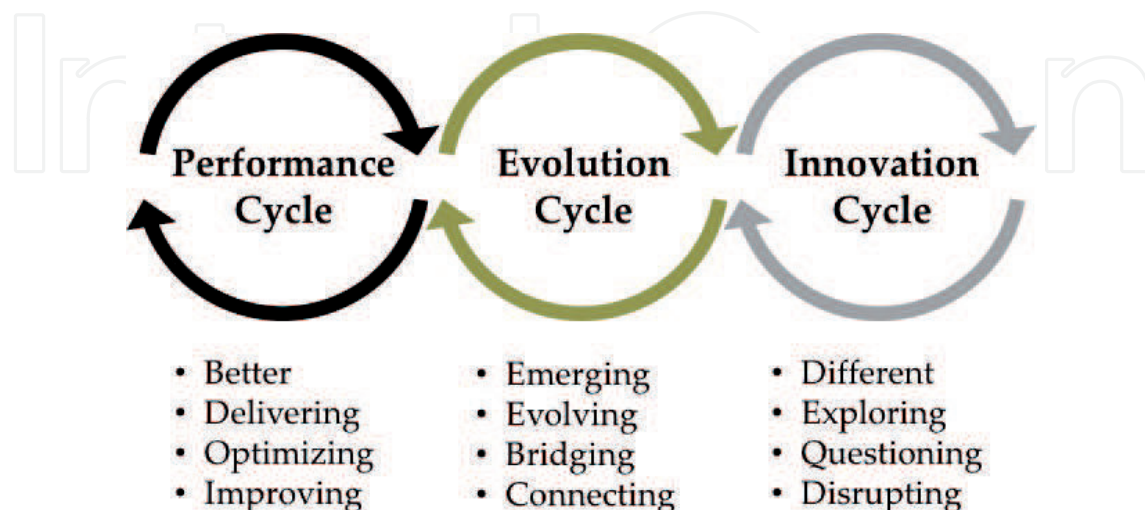 Performance
Cycle
Evolution
Cycle
Innovation
Cycle
• Better
• Delivering
• Optimizing
• Improving
• Emerging
• Evolving
• Bridging
• Connecting
• Different
• Exploring
• Questioning
• Disrupting